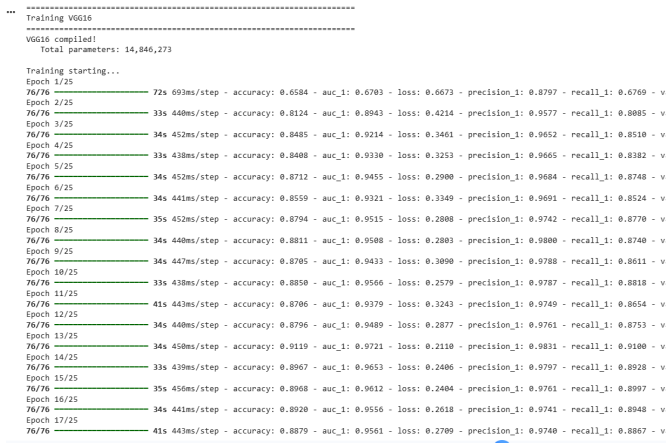 ...
======================================================================
Training VGG16
======================================================================
VGG16 compiled!
Total parameters: 14,846,273
Training starting...
Epoch 1/25
76/76 ━━━━━━━━━━━━━━━━━━━━ 72s 693ms/step - accuracy: 0.6584 - auc_1: 0.6703 - loss: 0.6673 - precision_1: 0.8797 - recall_1: 0.6769 - v
Epoch 2/25
76/76 ━━━━━━━━━━━━━━━━━━━━ 33s 440ms/step - accuracy: 0.8124 - auc_1: 0.8943 - loss: 0.4214 - precision_1: 0.9577 - recall_1: 0.8085 - v
Epoch 3/25
76/76 ━━━━━━━━━━━━━━━━━━━━ 34s 452ms/step - accuracy: 0.8485 - auc_1: 0.9214 - loss: 0.3461 - precision_1: 0.9652 - recall_1: 0.8510 - v
Epoch 4/25
76/76 ━━━━━━━━━━━━━━━━━━━━ 33s 438ms/step - accuracy: 0.8408 - auc_1: 0.9330 - loss: 0.3253 - precision_1: 0.9665 - recall_1: 0.8382 - v
Epoch 5/25
76/76 ━━━━━━━━━━━━━━━━━━━━ 34s 452ms/step - accuracy: 0.8712 - auc_1: 0.9455 - loss: 0.2900 - precision_1: 0.9684 - recall_1: 0.8748 - v
Epoch 6/25
76/76 ━━━━━━━━━━━━━━━━━━━━ 34s 441ms/step - accuracy: 0.8559 - auc_1: 0.9321 - loss: 0.3349 - precision_1: 0.9691 - recall_1: 0.8524 - v
Epoch 7/25
76/76 ━━━━━━━━━━━━━━━━━━━━ 35s 452ms/step - accuracy: 0.8794 - auc_1: 0.9515 - loss: 0.2808 - precision_1: 0.9742 - recall_1: 0.8770 - v
Epoch 8/25
76/76 ━━━━━━━━━━━━━━━━━━━━ 34s 440ms/step - accuracy: 0.8811 - auc_1: 0.9508 - loss: 0.2803 - precision_1: 0.9800 - recall_1: 0.8740 - v
Epoch 9/25
76/76 ━━━━━━━━━━━━━━━━━━━━ 34s 447ms/step - accuracy: 0.8705 - auc_1: 0.9433 - loss: 0.3090 - precision_1: 0.9788 - recall_1: 0.8611 - v
Epoch 10/25
76/76 ━━━━━━━━━━━━━━━━━━━━ 33s 438ms/step - accuracy: 0.8850 - auc_1: 0.9566 - loss: 0.2579 - precision_1: 0.9787 - recall_1: 0.8818 - v
Epoch 11/25
76/76 ━━━━━━━━━━━━━━━━━━━━ 41s 443ms/step - accuracy: 0.8706 - auc_1: 0.9379 - loss: 0.3243 - precision_1: 0.9749 - recall_1: 0.8654 - v
Epoch 12/25
76/76 ━━━━━━━━━━━━━━━━━━━━ 34s 440ms/step - accuracy: 0.8796 - auc_1: 0.9489 - loss: 0.2877 - precision_1: 0.9761 - recall_1: 0.8753 - v
Epoch 13/25
76/76 ━━━━━━━━━━━━━━━━━━━━ 34s 450ms/step - accuracy: 0.9119 - auc_1: 0.9721 - loss: 0.2110 - precision_1: 0.9831 - recall_1: 0.9100 - v
Epoch 14/25
76/76 ━━━━━━━━━━━━━━━━━━━━ 33s 439ms/step - accuracy: 0.8967 - auc_1: 0.9653 - loss: 0.2406 - precision_1: 0.9797 - recall_1: 0.8928 - v
Epoch 15/25
76/76 ━━━━━━━━━━━━━━━━━━━━ 35s 456ms/step - accuracy: 0.8968 - auc_1: 0.9612 - loss: 0.2404 - precision_1: 0.9761 - recall_1: 0.8997 - v
Epoch 16/25
76/76 ━━━━━━━━━━━━━━━━━━━━ 34s 441ms/step - accuracy: 0.8920 - auc_1: 0.9556 - loss: 0.2618 - precision_1: 0.9741 - recall_1: 0.8948 - v
Epoch 17/25
76/76 ━━━━━━━━━━━━━━━━━━━━ 41s 443ms/step - accuracy: 0.8879 - auc_1: 0.9561 - loss: 0.2709 - precision_1: 0.9740 - recall_1: 0.8867 - v